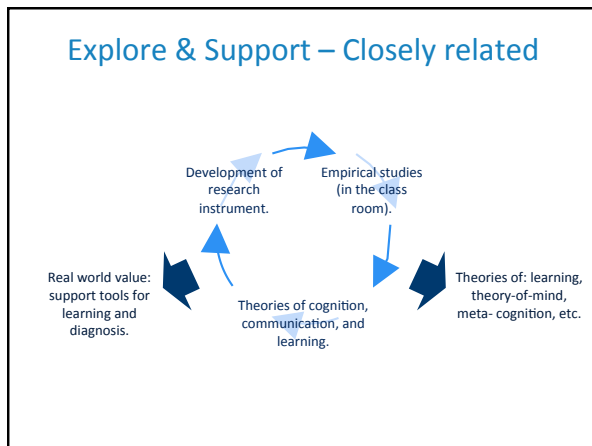 Explore & Support – Closely related
Development of
research
instrument.
Empirical studies
(in the class
room).
Real world value:
support tools for
learning and
diagnosis.
Theories of cognition,
communication, and
learning.
Theories of: learning,
theory-of-mind,
meta- cognition, etc.